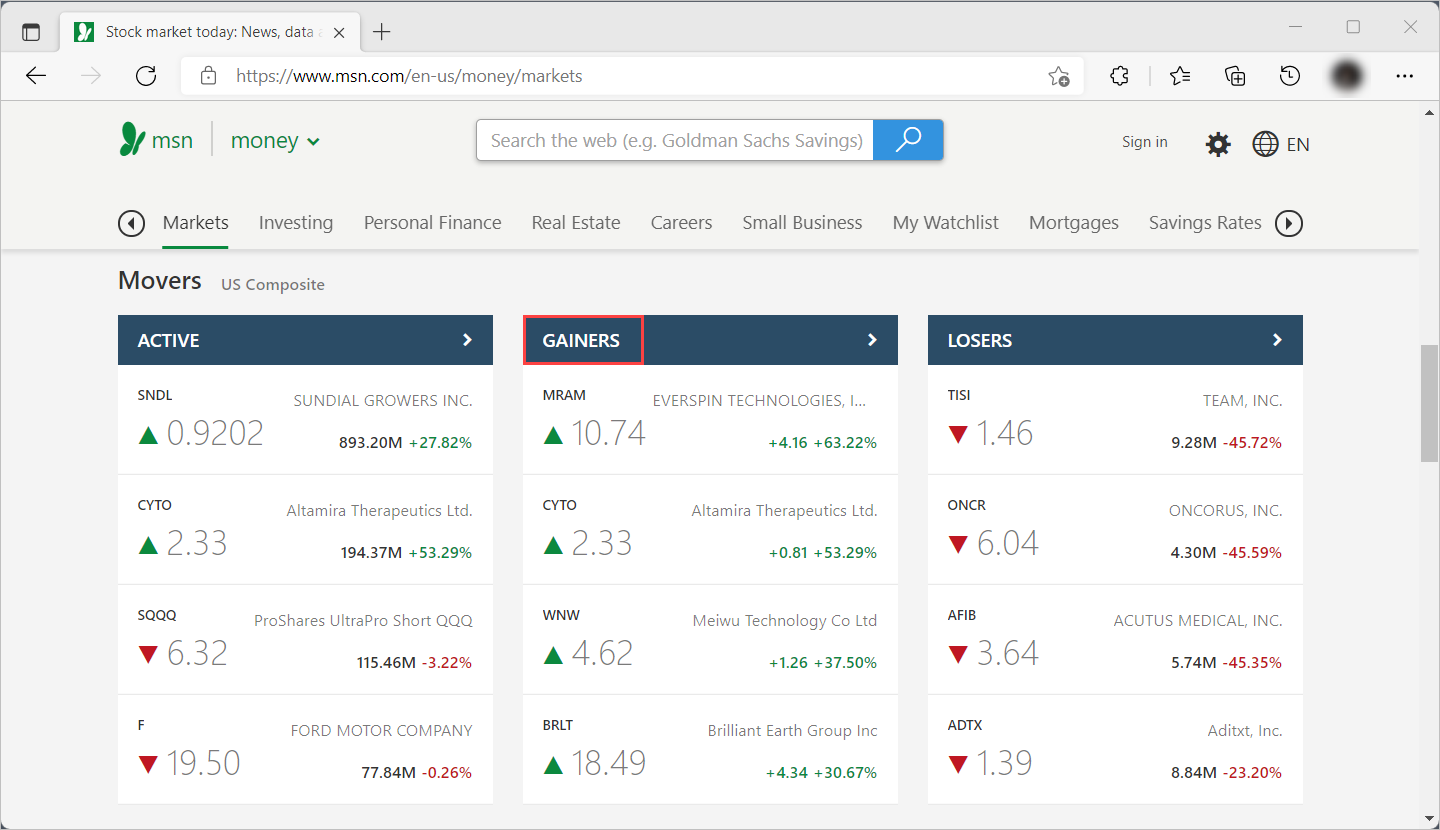 Stock market today: News, data a
https://www.msn.com/en-us/money/markets
msn money
Search the web (e.g. Goldman Sachs Savings)
Sign in
EN
Markets Investing Personal Finance Real Estate Careers Small Business My Watchlist Mortgages Savings Rates
Movers US Composite
ACTIVE
SNDL SUNDIAL GROWERS INC.
0.9202 893.20M +27.82%
CYTO Altamira Therapeutics Ltd.
2.33 194.37M +53.29%
SQQQ ProShares UltraPro Short QQQ
6.32 115.46M -3.22%
F FORD MOTOR COMPANY
19.50 77.84M -0.26%
GAINERS
MRAM EVERSPIN TECHNOLOGIES, I...
10.74 +4.16 +63.22%
CYTO Altamira Therapeutics Ltd.
2.33 +0.81 +53.29%
WNW Meiwu Technology Co Ltd
4.62 +1.26 +37.50%
BRLT Brilliant Earth Group Inc
18.49 +4.34 +30.67%
LOSERS
TISI TEAM, INC.
1.46 9.28M -45.72%
ONCR ONCORUS, INC.
6.04 4.30M -45.59%
AFIB ACUTUS MEDICAL, INC.
3.64 5.74M -45.35%
ADTX Aditxt, Inc.
1.39 8.84M -23.20%